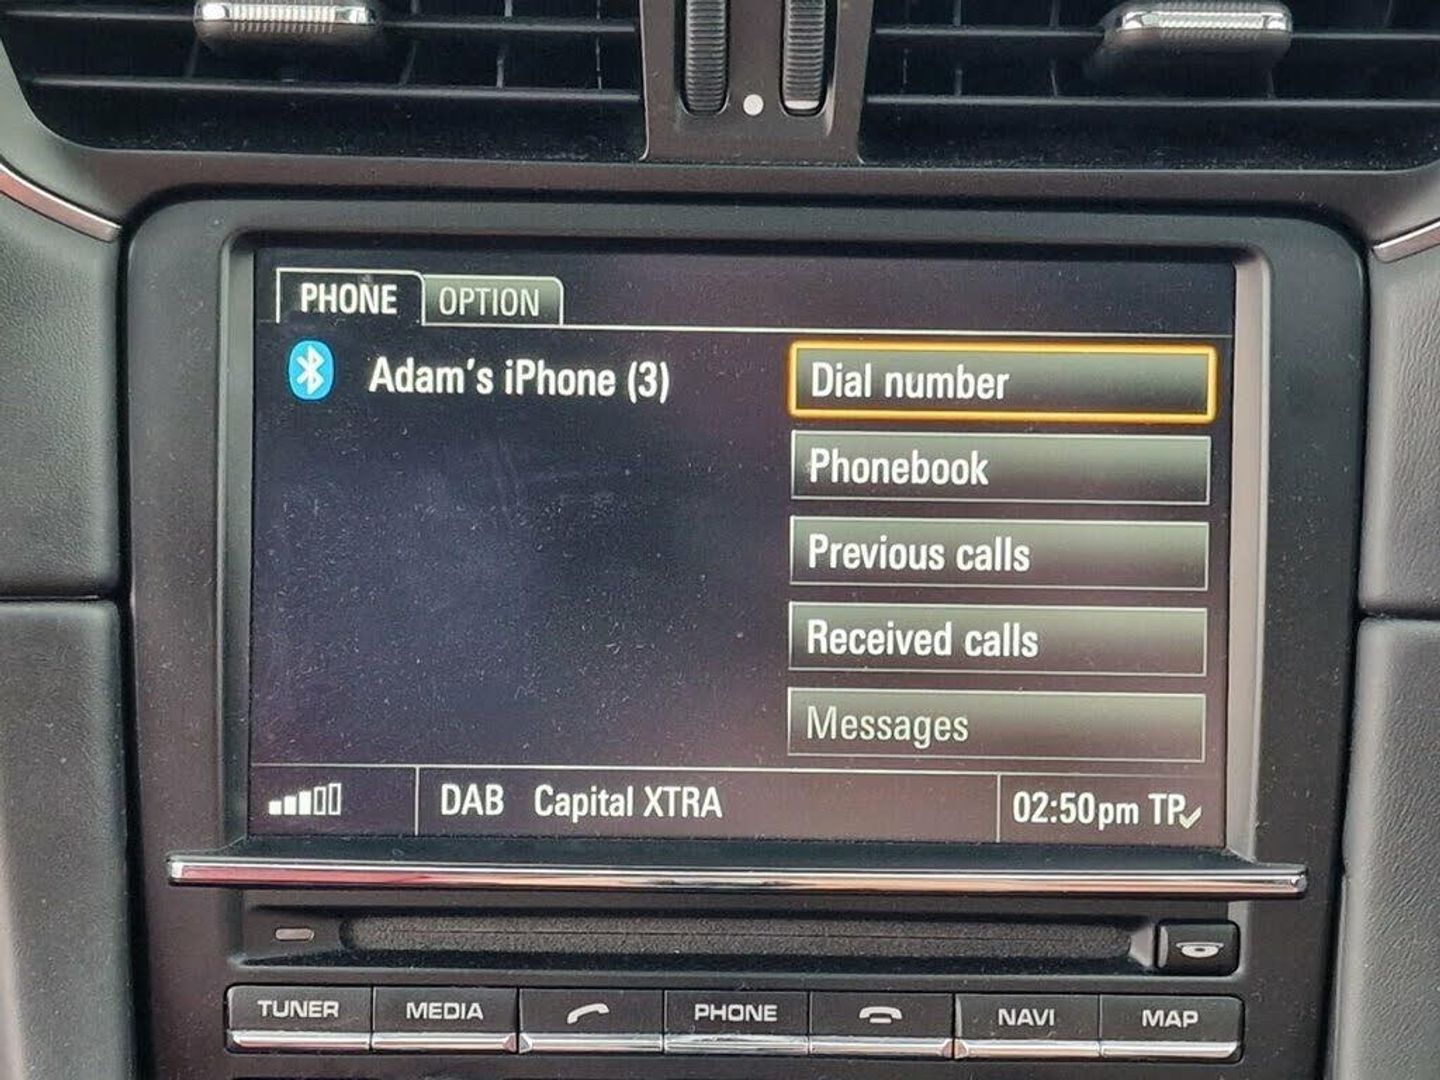 PHONE OPTION
Adam's iPhone (3)
Dial number
Phonebook
Previous calls
Received calls
Messages
DAB Capital XTRA 02:50pm TP
TUNER MEDIA PHONE NAVI MAP